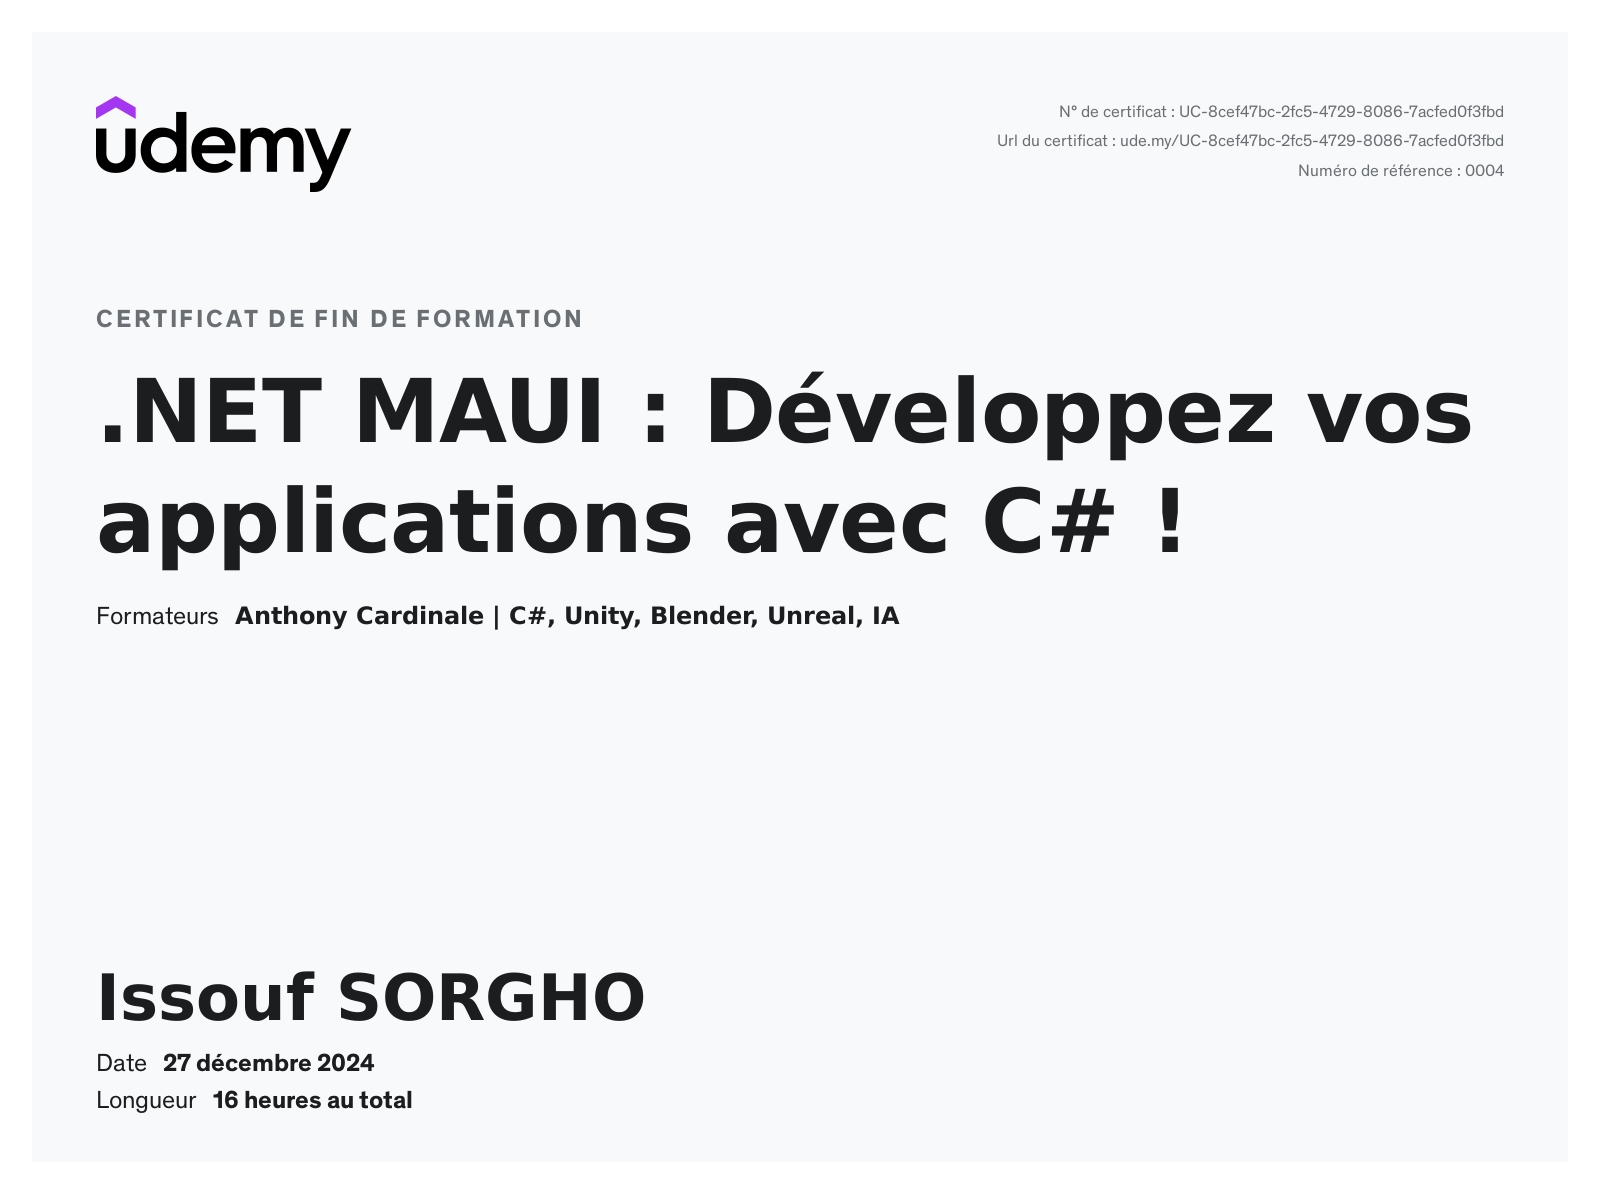 udemy
N° de certificat : UC-8cef47bc-2fc5-4729-8086-7acfed0f3fbd
Url du certificat : ude.my/UC-8cef47bc-2fc5-4729-8086-7acfed0f3fbd
Numéro de référence : 0004
CERTIFICAT DE FIN DE FORMATION
.NET MAUI : Développez vos
applications avec C# !
Formateurs Anthony Cardinale | C#, Unity, Blender, Unreal, IA
Issouf SORGHO
Date 27 décembre 2024
Longueur 16 heures au total